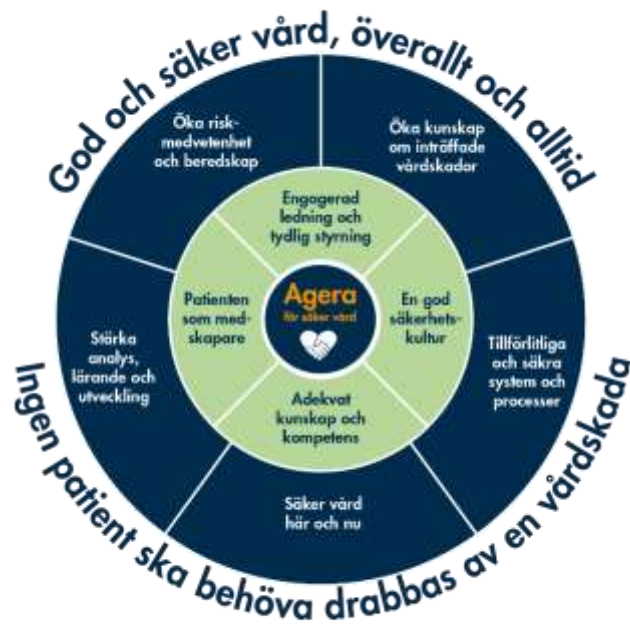 God och säker vård, överallt och alltid
Öka risk-
medvetenhet
och beredskap
Öka kunskap
om inträffade
vårdskador
Engagerad
ledning och
tydlig styrning
Patienten
som med-
skapare
Agera
för säker vård
En god
säkerhets-
kultur
Stärka
analys,
lärande och
utveckling
Tillförlitliga
och säkra
system och
processer
Adekvat
kunskap och
kompetens
Säker vård
här och nu
Ingen patient ska behöva drabbas av en vårdskada